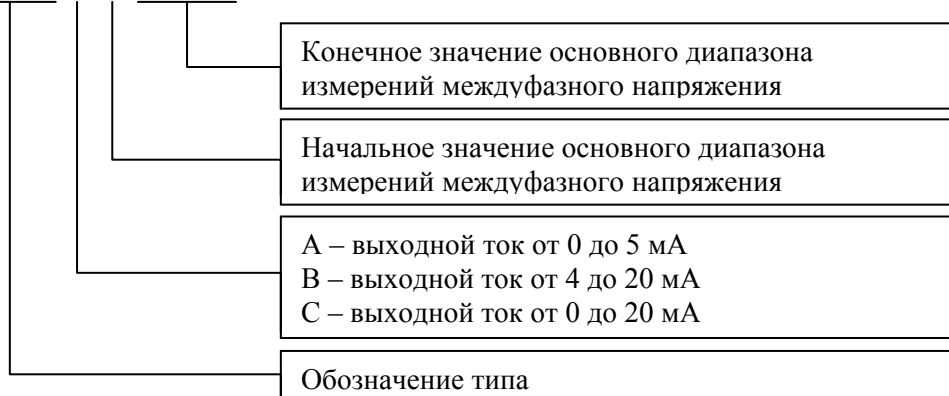 Конечное значение основного диапазона
измерений междуфазного напряжения
Начальное значение основного диапазона
измерений междуфазного напряжения
А – выходной ток от 0 до 5 мА
В – выходной ток от 4 до 20 мА
С – выходной ток от 0 до 20 мА
Обозначение типа